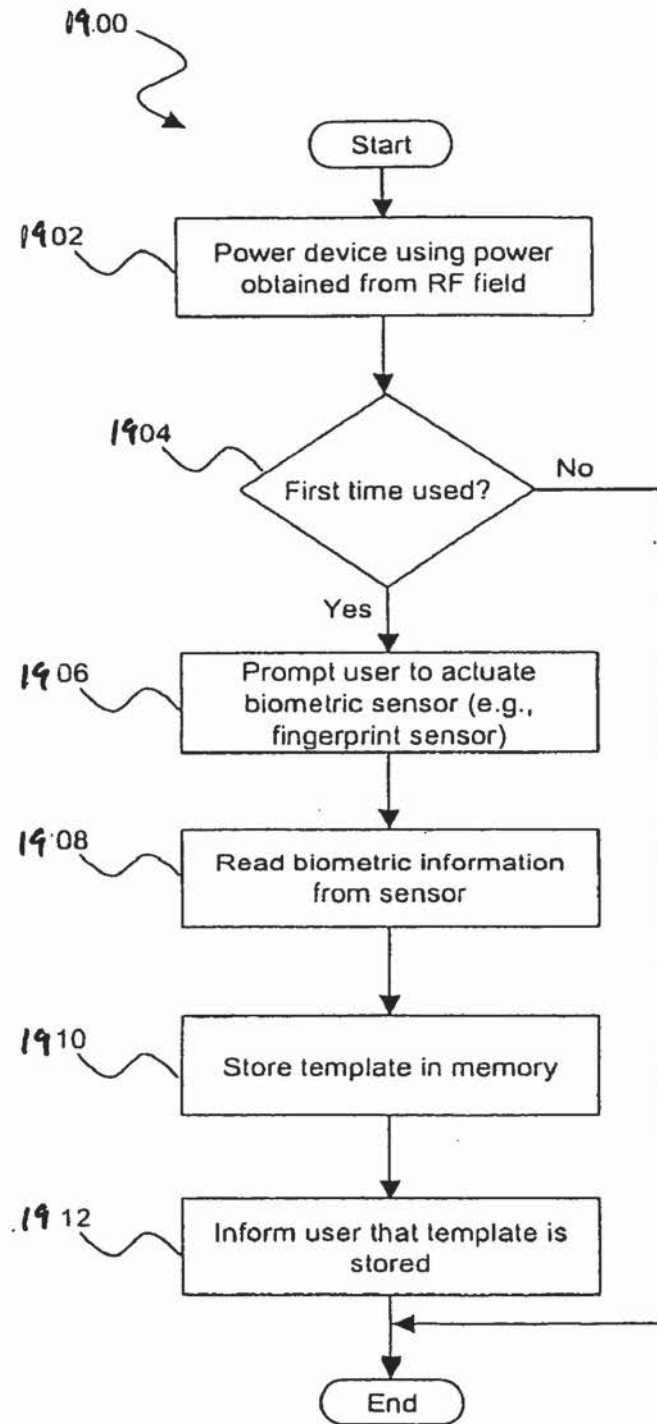 1900
Start
1902
Power device using power
obtained from RF field
1904
First time used?
No
Yes
1906
Prompt user to actuate
biometric sensor (e.g.,
fingerprint sensor)
1908
Read biometric information
from sensor
1910
Store template in memory
1912
Inform user that template is
stored
End